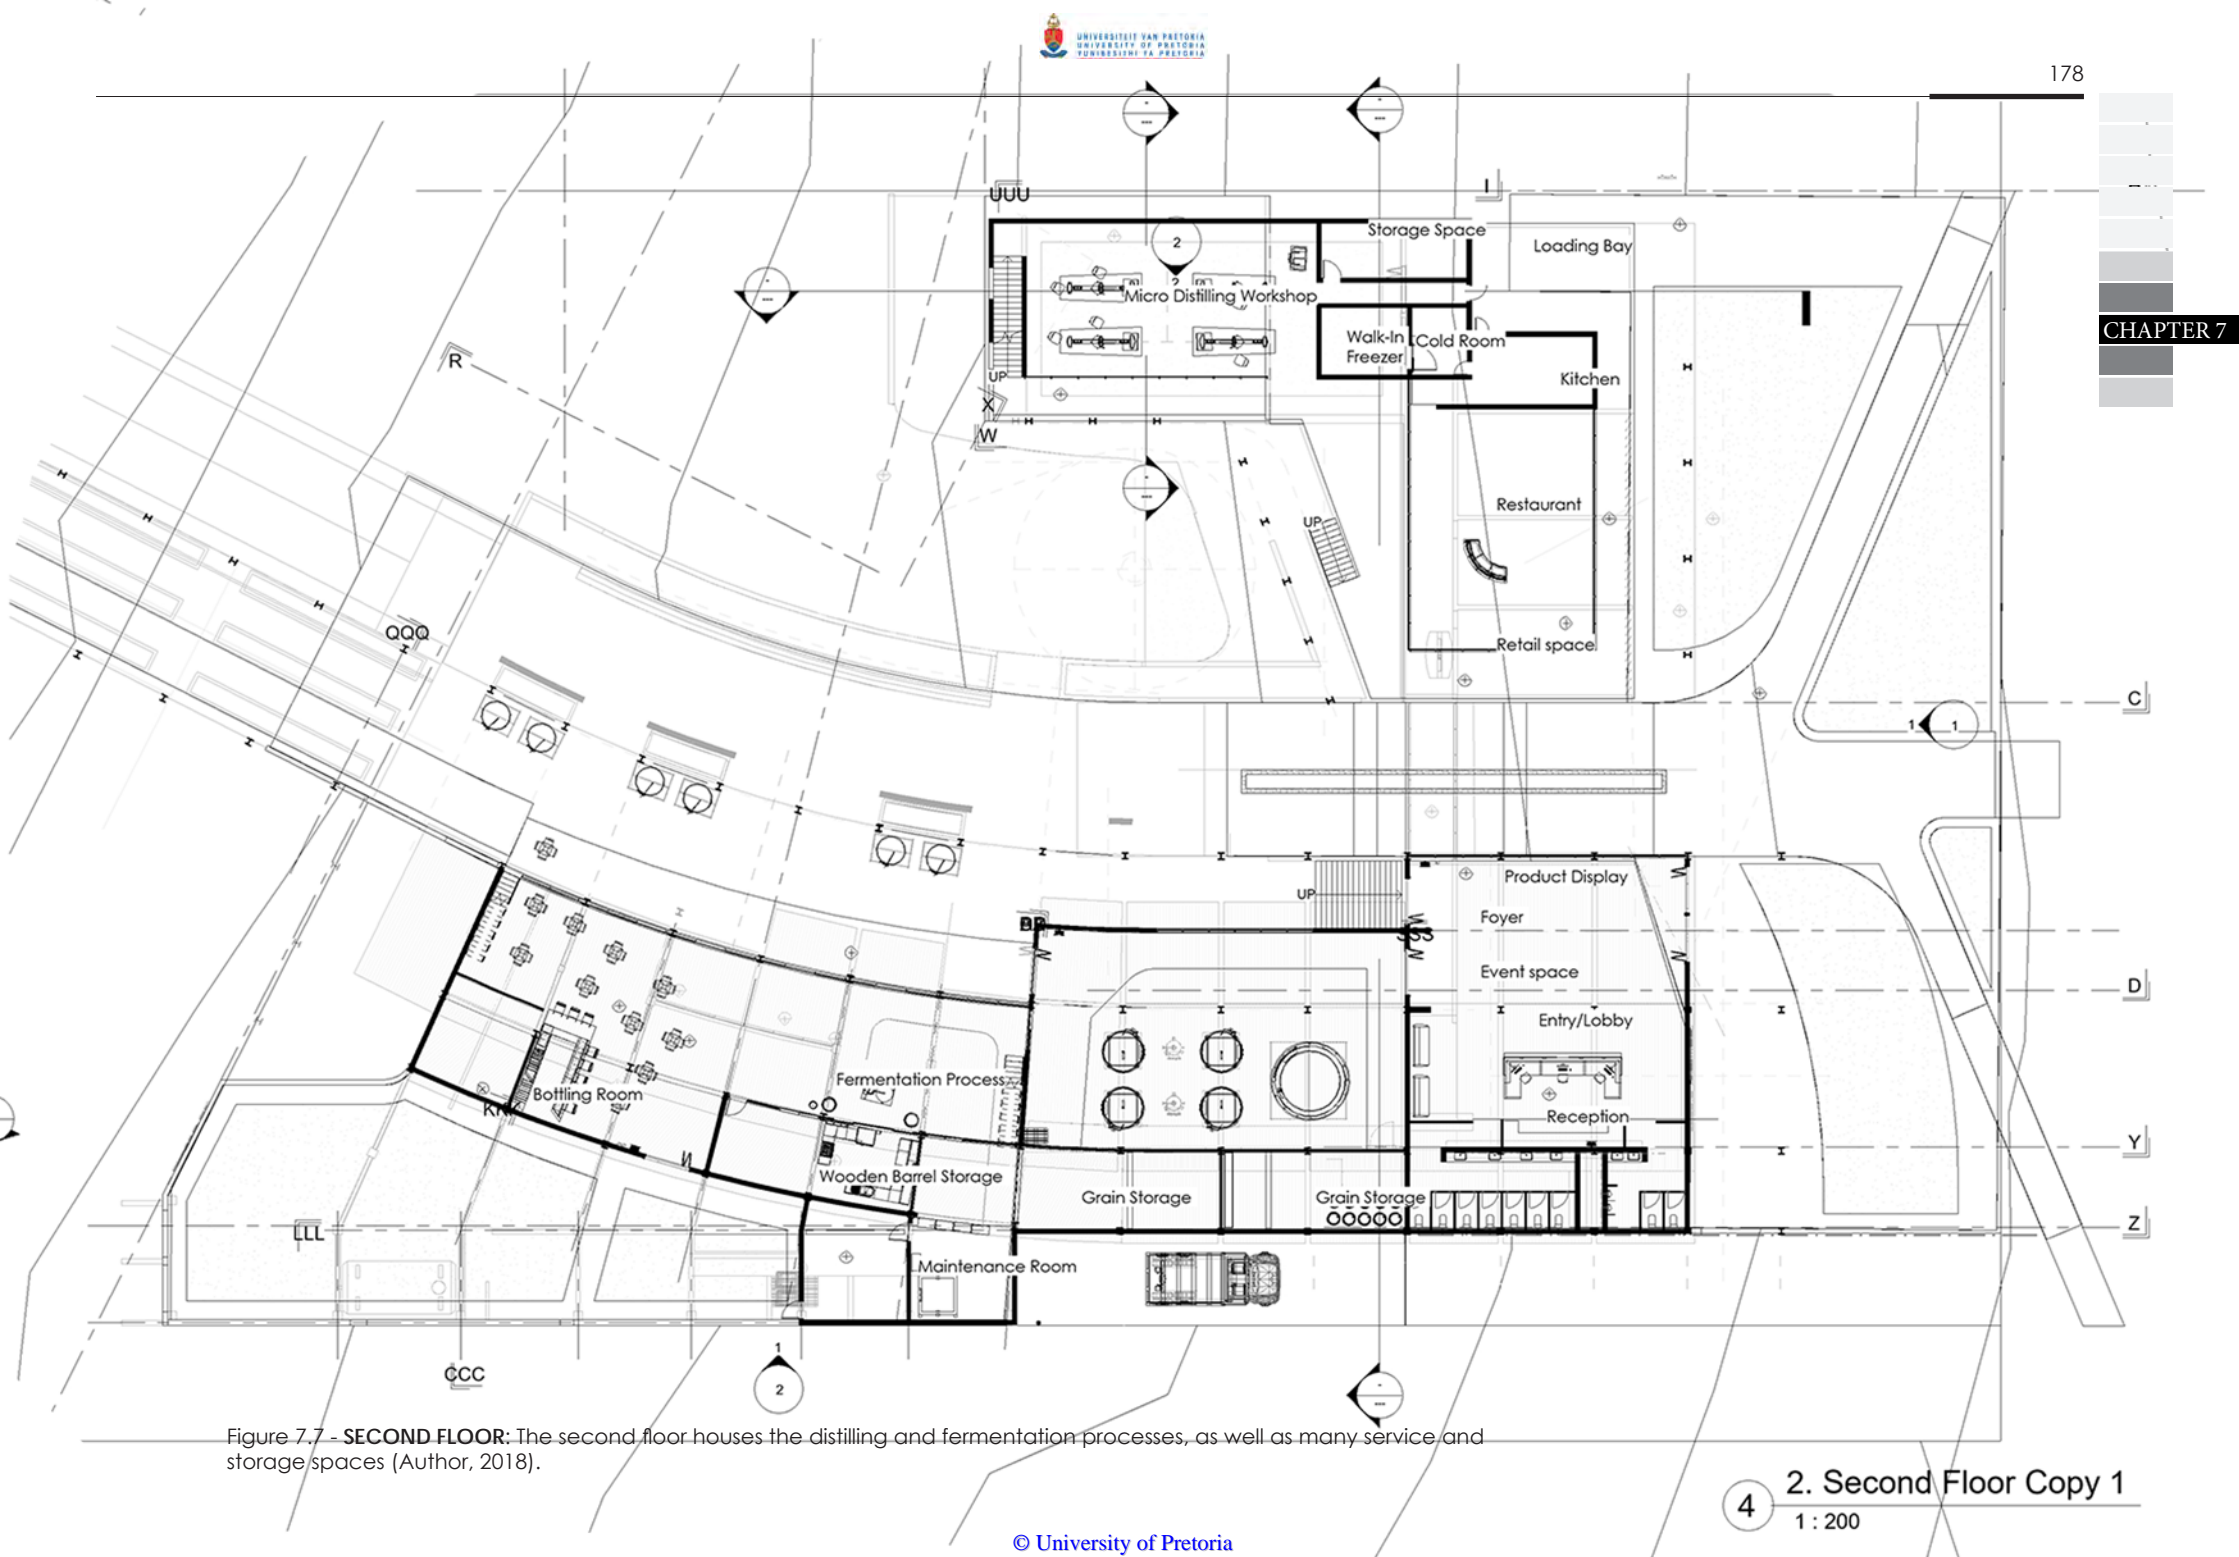 UNIVERSITEIT VAN PRETORIA
UNIVERSITY OF PRETORIA
YUNIBESITHI YA PRETORIA
178
CHAPTER 7
UUU
I
2
2
Storage Space
Loading Bay
Micro Distilling Workshop
Walk-In
Freezer
Cold Room
Kitchen
UP
R
X
W
Restaurant
UP
QQQ
Retail space
C
1
1
Product Display
UP
Foyer
SSS
Event space
D
Entry/Lobby
Fermentation Process
Bottling Room
Reception
Y
Wooden Barrel Storage
Grain Storage
Grain Storage
Z
LLL
Maintenance Room
1
2
CCC
Figure 7.7 - SECOND FLOOR: The second floor houses the distilling and fermentation processes, as well as many service and
storage spaces (Author, 2018).
4
2. Second Floor Copy 1
1 : 200
© University of Pretoria